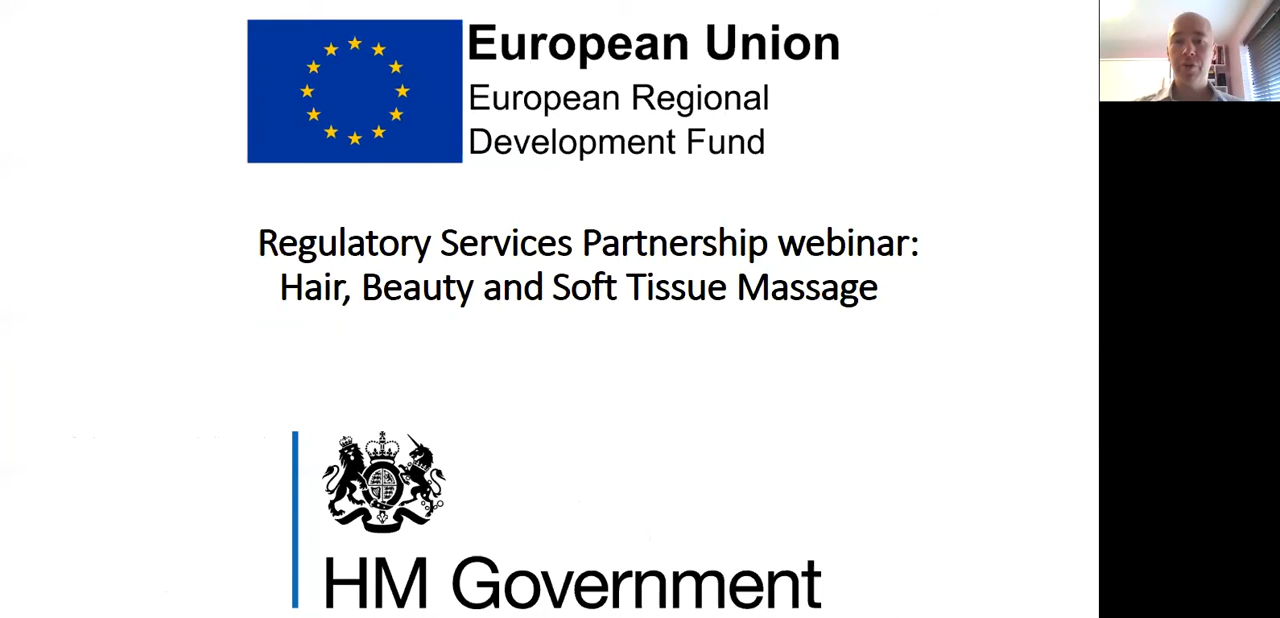 European Union
European Regional
Development Fund
Regulatory Services Partnership webinar:
Hair, Beauty and Soft Tissue Massage
HM Government